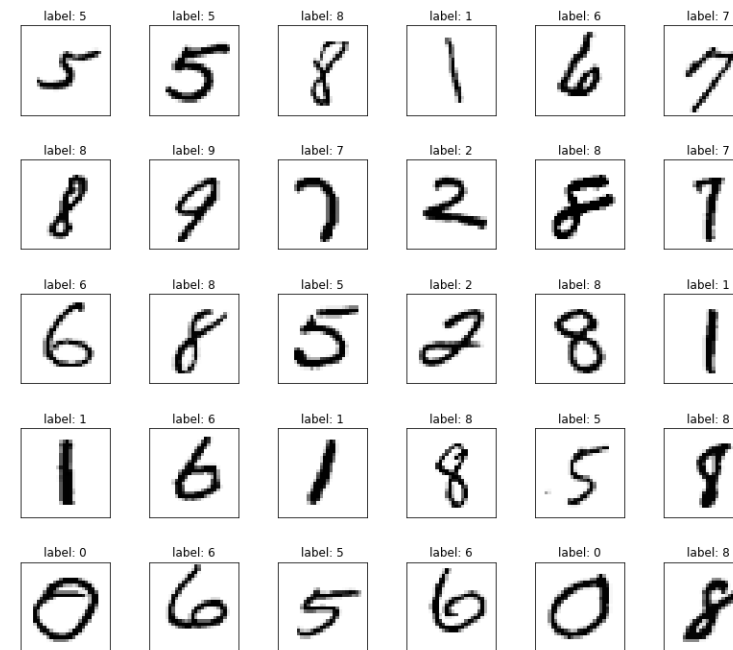 label: 5 label: 5 label: 8 label: 1 label: 6 label: 7
5 5 8 1 6 7
label: 8 label: 9 label: 7 label: 2 label: 8 label: 7
8 9 7 2 8 7
label: 6 label: 8 label: 5 label: 2 label: 8 label: 1
6 8 5 2 8 1
label: 1 label: 6 label: 1 label: 8 label: 5 label: 8
1 6 1 8 5 8
label: 0 label: 6 label: 5 label: 6 label: 0 label: 8
0 6 5 6 0 8